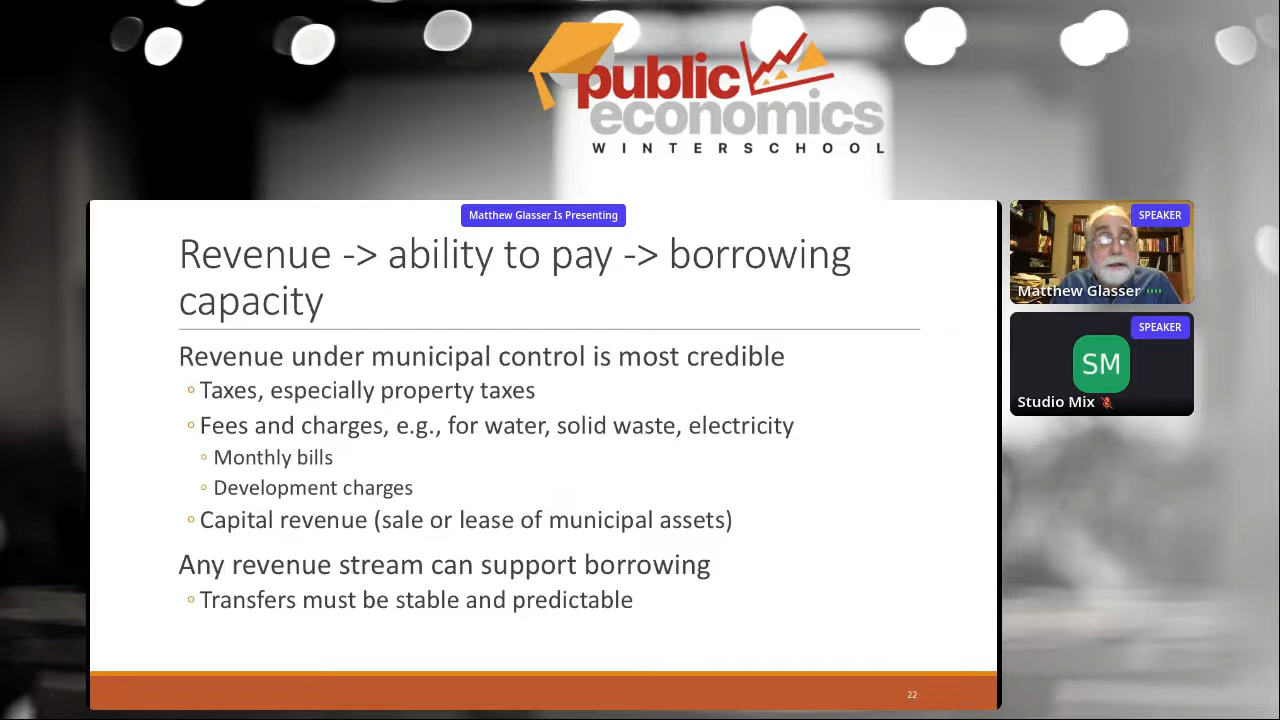 public
economics
WINTERSCHOOL
Matthew Glasser Is Presenting
Revenue -> ability to pay -> borrowing
capacity
Revenue under municipal control is most credible
◦ Taxes, especially property taxes
◦ Fees and charges, e.g., for water, solid waste, electricity
◦ Monthly bills
◦ Development charges
◦ Capital revenue (sale or lease of municipal assets)
Any revenue stream can support borrowing
◦ Transfers must be stable and predictable
22
SPEAKER
Matthew Glasser
SPEAKER
SM
Studio Mix